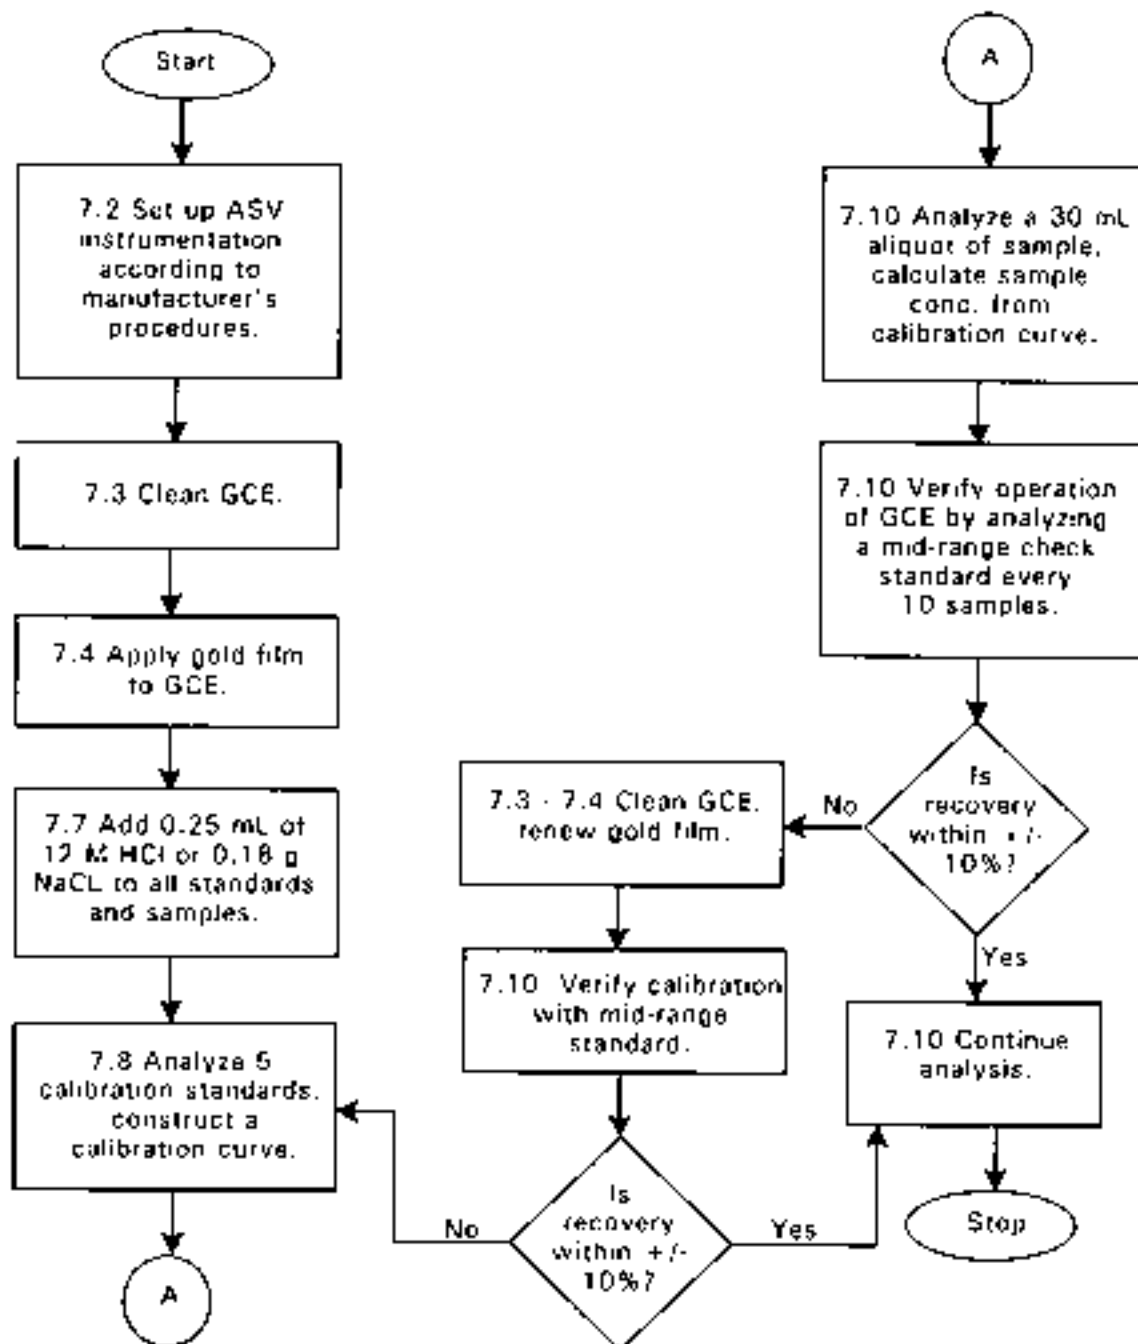 Start
7.2 Set up ASV
instrumentation
according to
manufacturer's
procedures.
7.3 Clean GCE.
7.4 Apply gold film
to GCE.
7.7 Add 0.25 mL of
12 M HCl or 0.18 g
NaCL to all standards
and samples.
7.8 Analyze 5
calibration standards,
construct a
calibration curve.
A
A
7.10 Analyze a 30 mL
aliquot of sample,
calculate sample
conc. from
calibration curve.
7.10 Verify operation
of GCE by analyzing
a mid-range check
standard every
10 samples.
Is
recovery
within +/-
10%?
No
Yes
7.3 - 7.4 Clean GCE,
renew gold film.
7.10 Verify calibration
with mid-range
standard.
Is
recovery
within +/-
10%?
No
Yes
7.10 Continue
analysis.
Stop